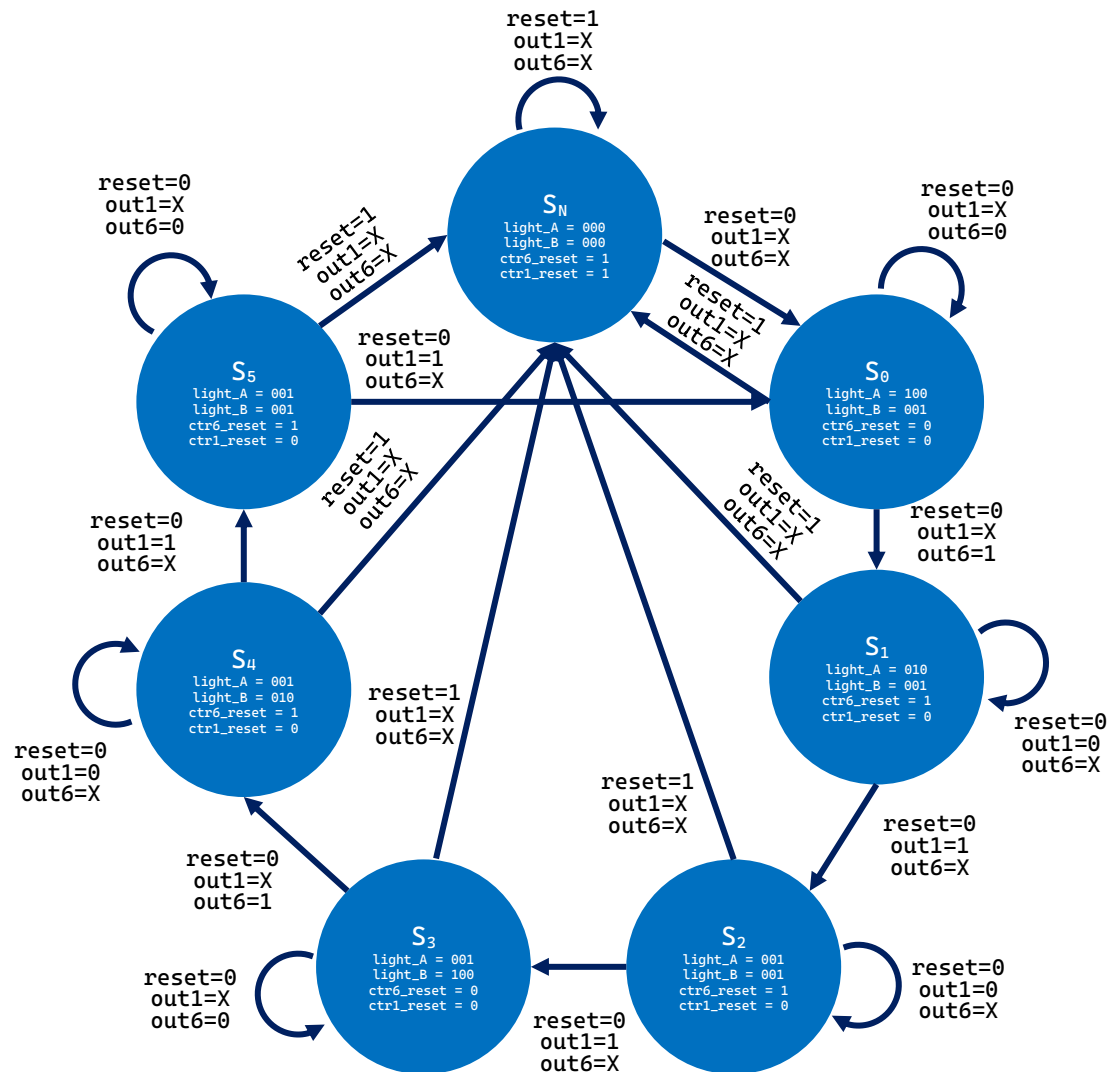 reset=1
out1=X
out6=X
S_N
light_A = 000
light_B = 000
ctr6_reset = 1
ctr1_reset = 1
reset=0
out1=X
out6=0
reset=1
out1=X
out6=X
reset=0
out1=X
out6=X
reset=1
out1=X
out6=X
reset=0
out1=X
out6=0
S5
light_A = 001
light_B = 001
ctr6_reset = 1
ctr1_reset = 0
reset=0
out1=1
out6=X
S0
light_A = 100
light_B = 001
ctr6_reset = 0
ctr1_reset = 0
reset=1
out1=X
out6=X
reset=1
out1=X
out6=X
reset=0
out1=1
out6=X
reset=0
out1=X
out6=1
S4
light_A = 001
light_B = 010
ctr6_reset = 1
ctr1_reset = 0
S1
light_A = 010
light_B = 001
ctr6_reset = 1
ctr1_reset = 0
reset=0
out1=0
out6=X
reset=1
out1=X
out6=X
reset=1
out1=X
out6=X
reset=0
out1=0
out6=X
reset=0
out1=X
out6=1
reset=0
out1=1
out6=X
S3
light_A = 001
light_B = 100
ctr6_reset = 0
ctr1_reset = 0
S2
light_A = 001
light_B = 001
ctr6_reset = 1
ctr1_reset = 0
reset=0
out1=X
out6=0
reset=0
out1=1
out6=X
reset=0
out1=0
out6=X